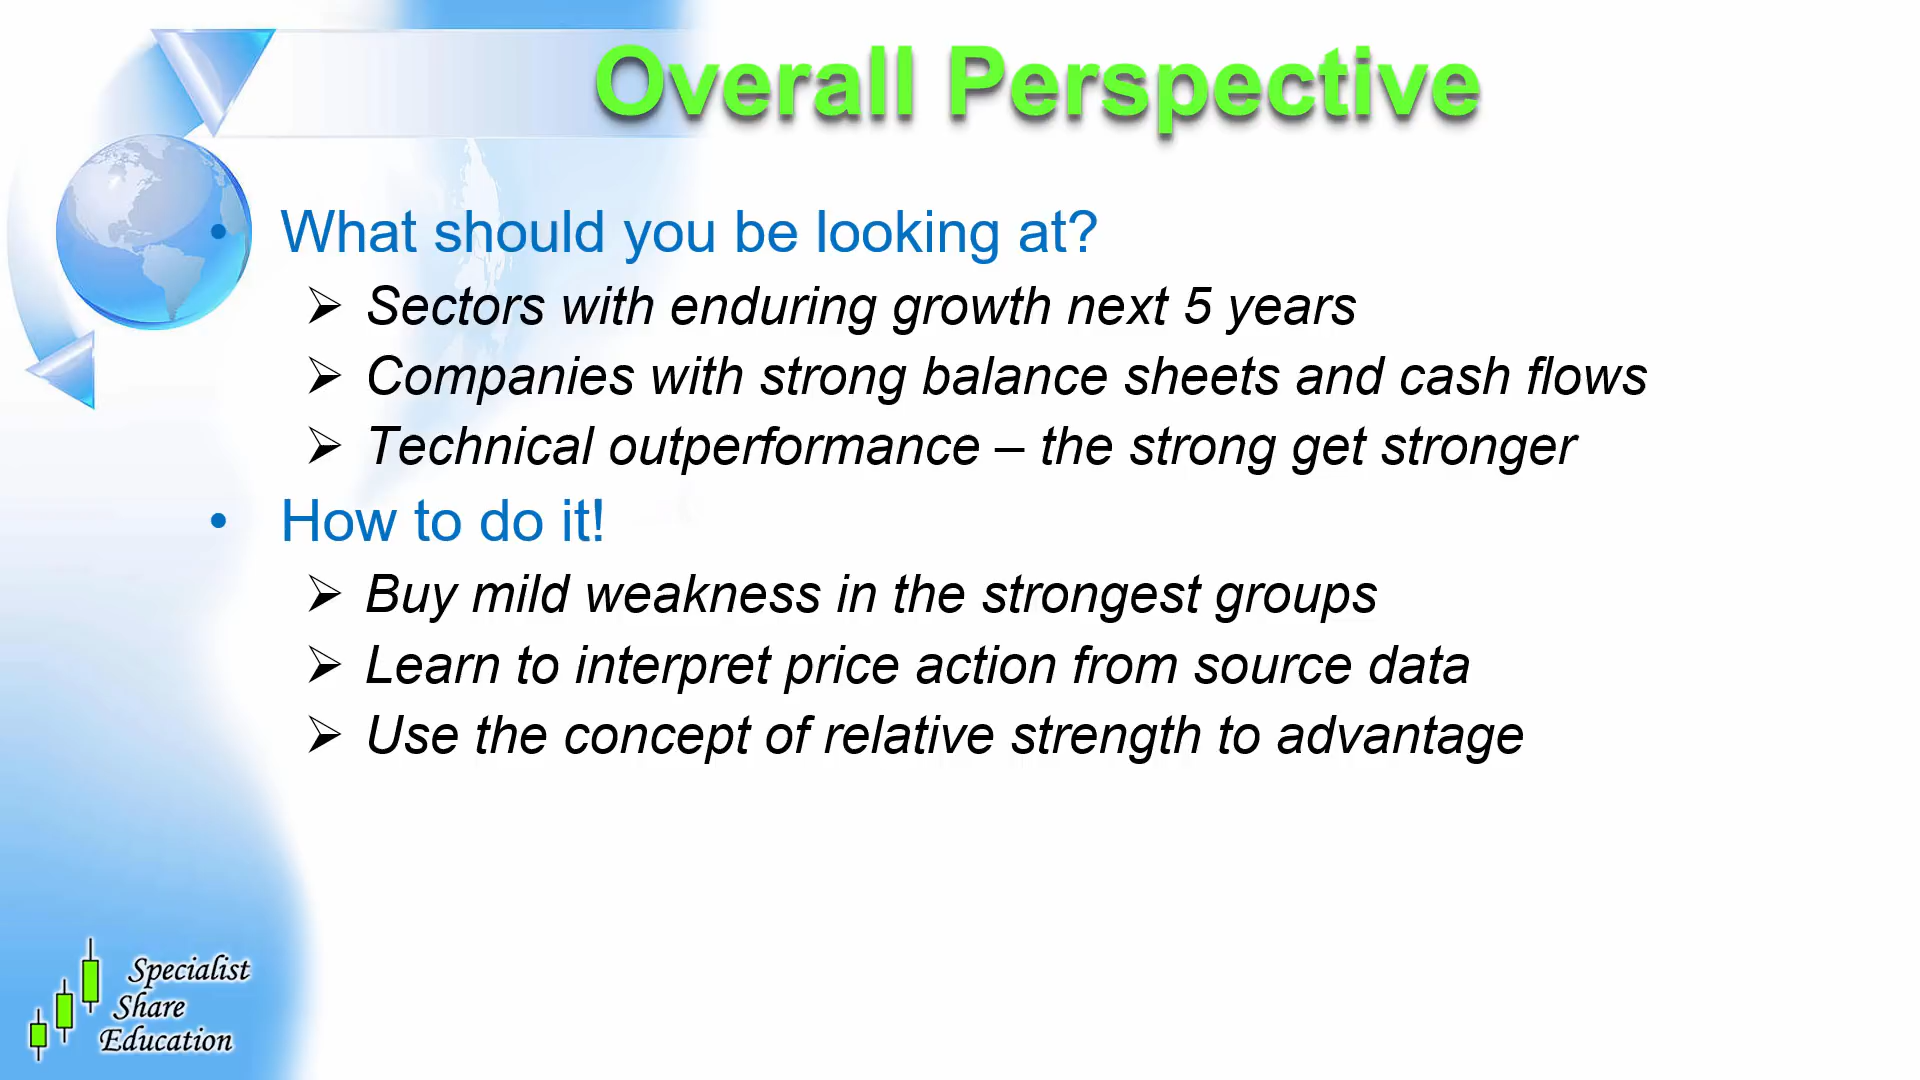 Overall Perspective
• What should you be looking at?
➢ Sectors with enduring growth next 5 years
➢ Companies with strong balance sheets and cash flows
➢ Technical outperformance – the strong get stronger
• How to do it!
➢ Buy mild weakness in the strongest groups
➢ Learn to interpret price action from source data
➢ Use the concept of relative strength to advantage
Specialist
Share
Education